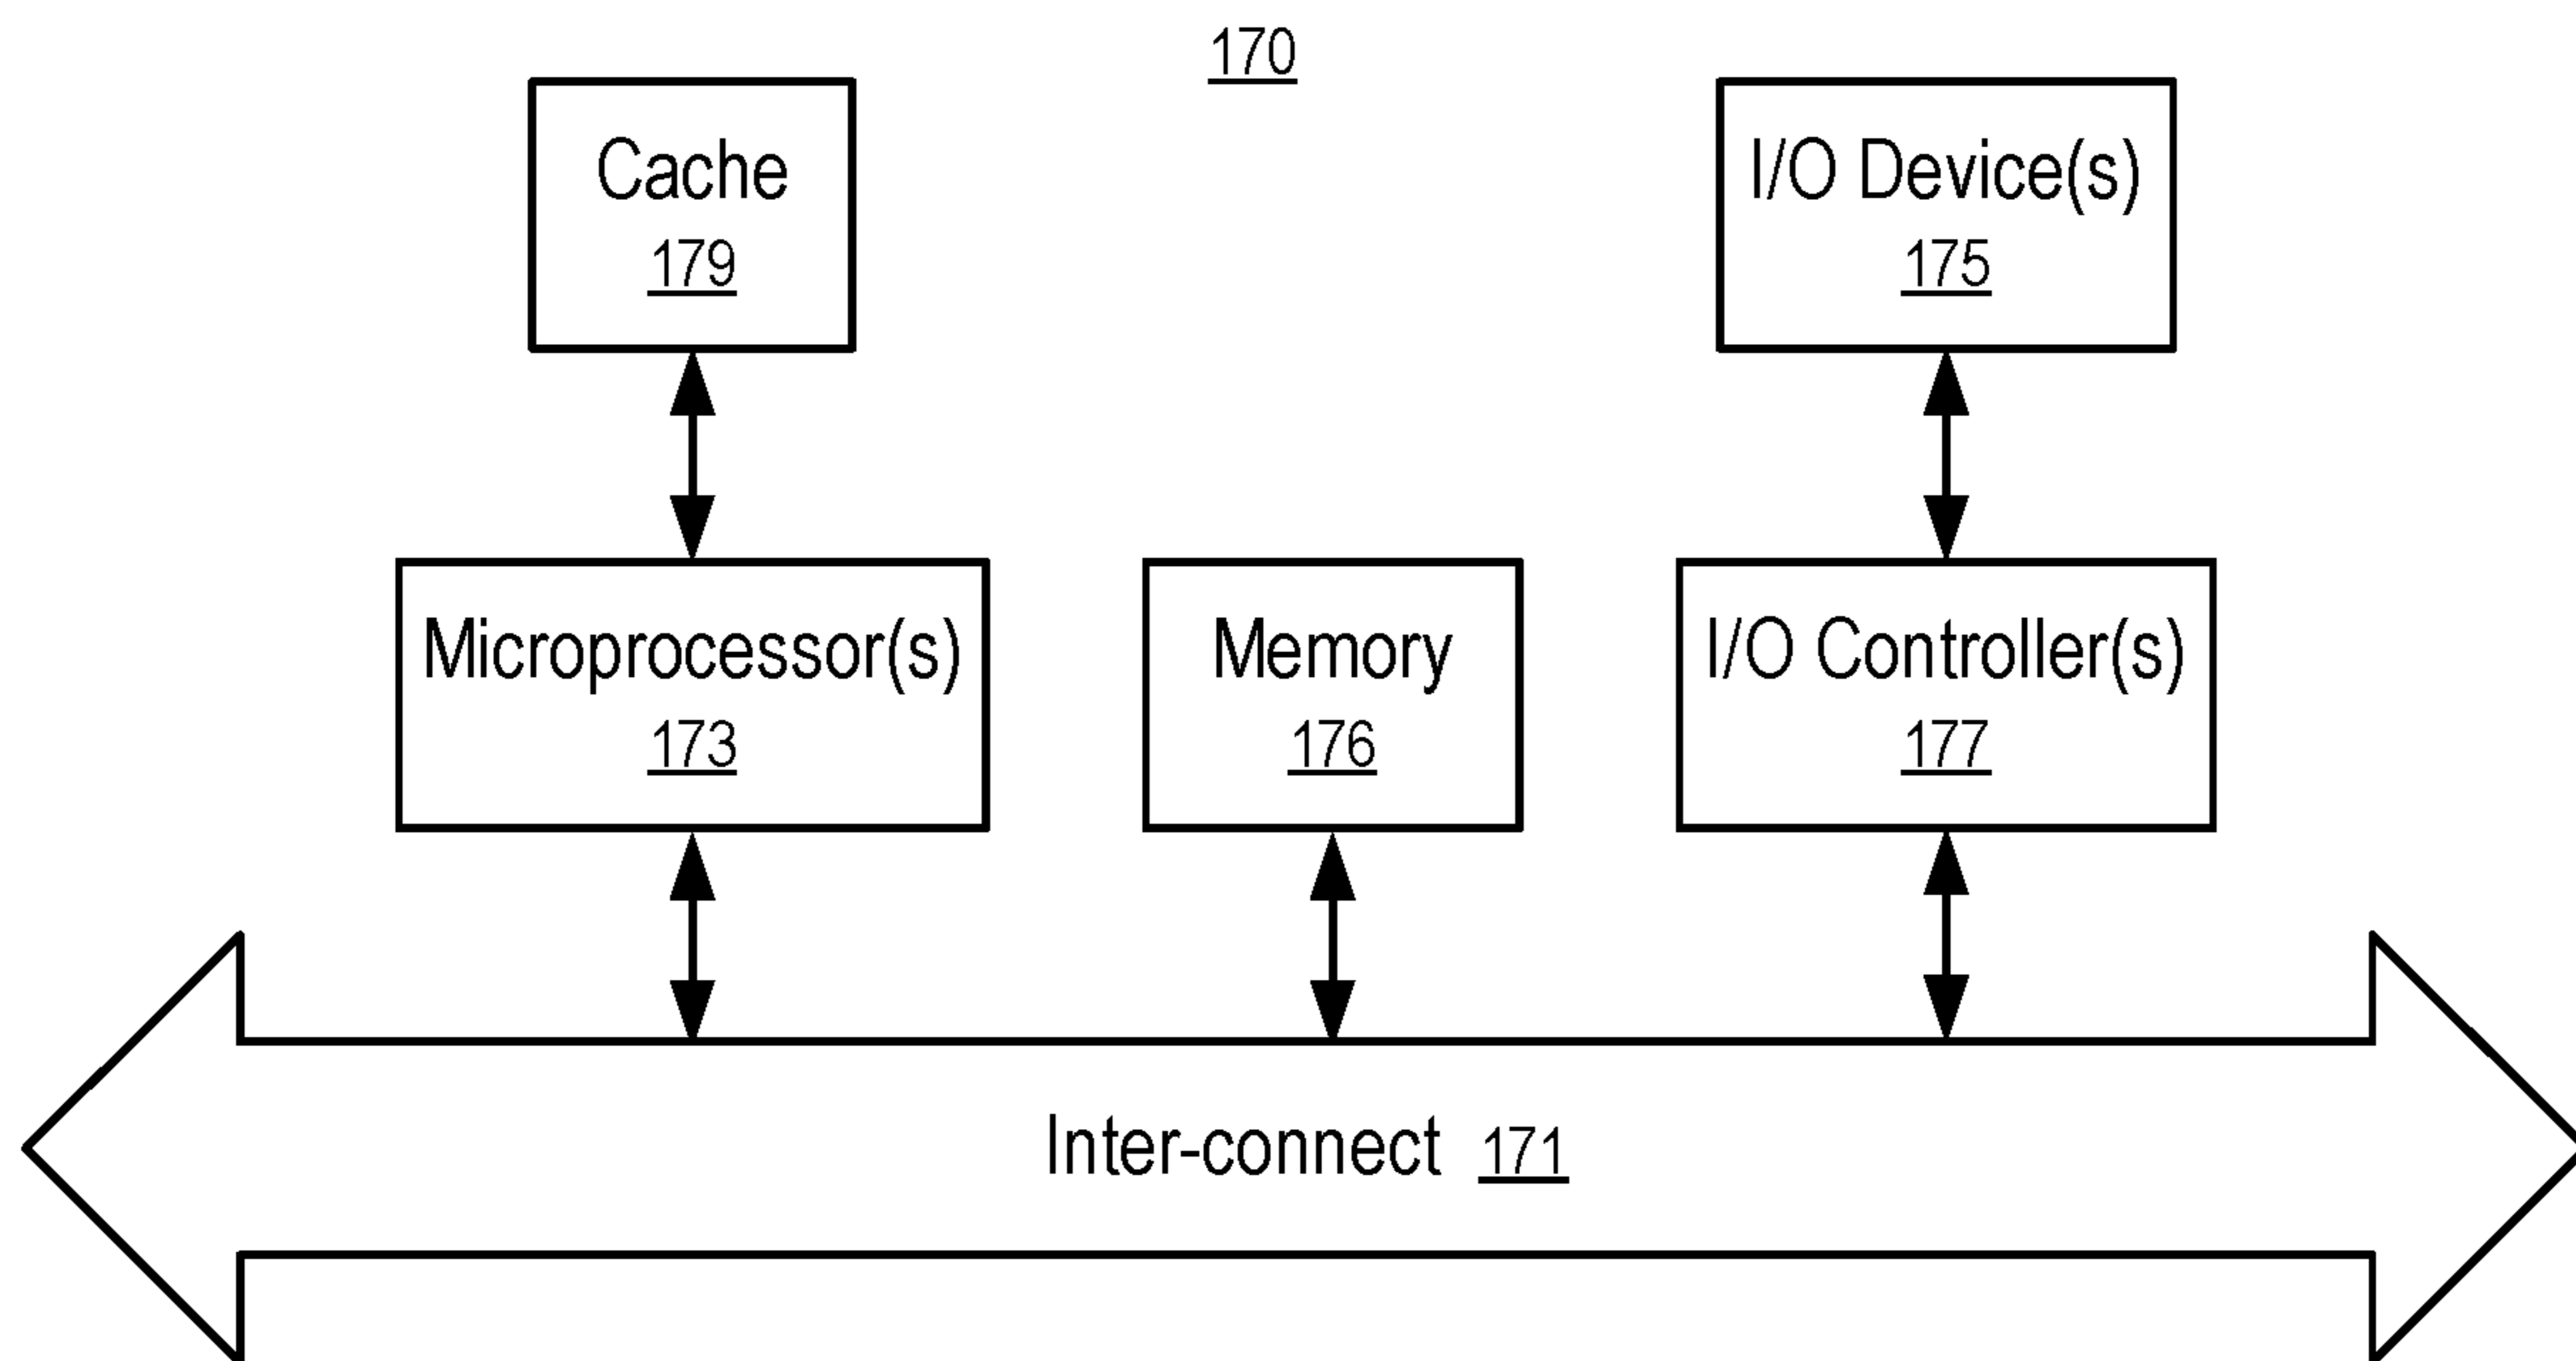 170
Cache
179
I/O Device(s)
175
Microprocessor(s)
173
Memory
176
I/O Controller(s)
177
Inter-connect 171